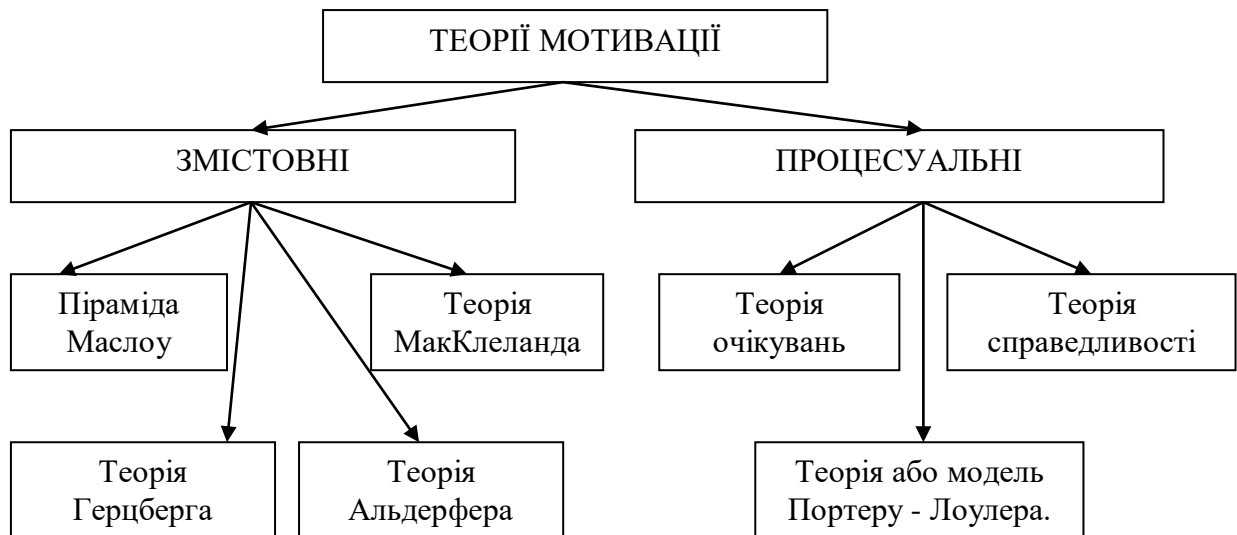 ТЕОРІЇ МОТИВАЦІЇ
ЗМІСТОВНІ
ПРОЦЕСУАЛЬНІ
Піраміда
Маслоу
Теорія
МакКлеланда
Теорія
очікувань
Теорія
справедливості
Теорія
Герцберга
Теорія
Альдерфера
Теорія або модель
Портеру - Лоулера.